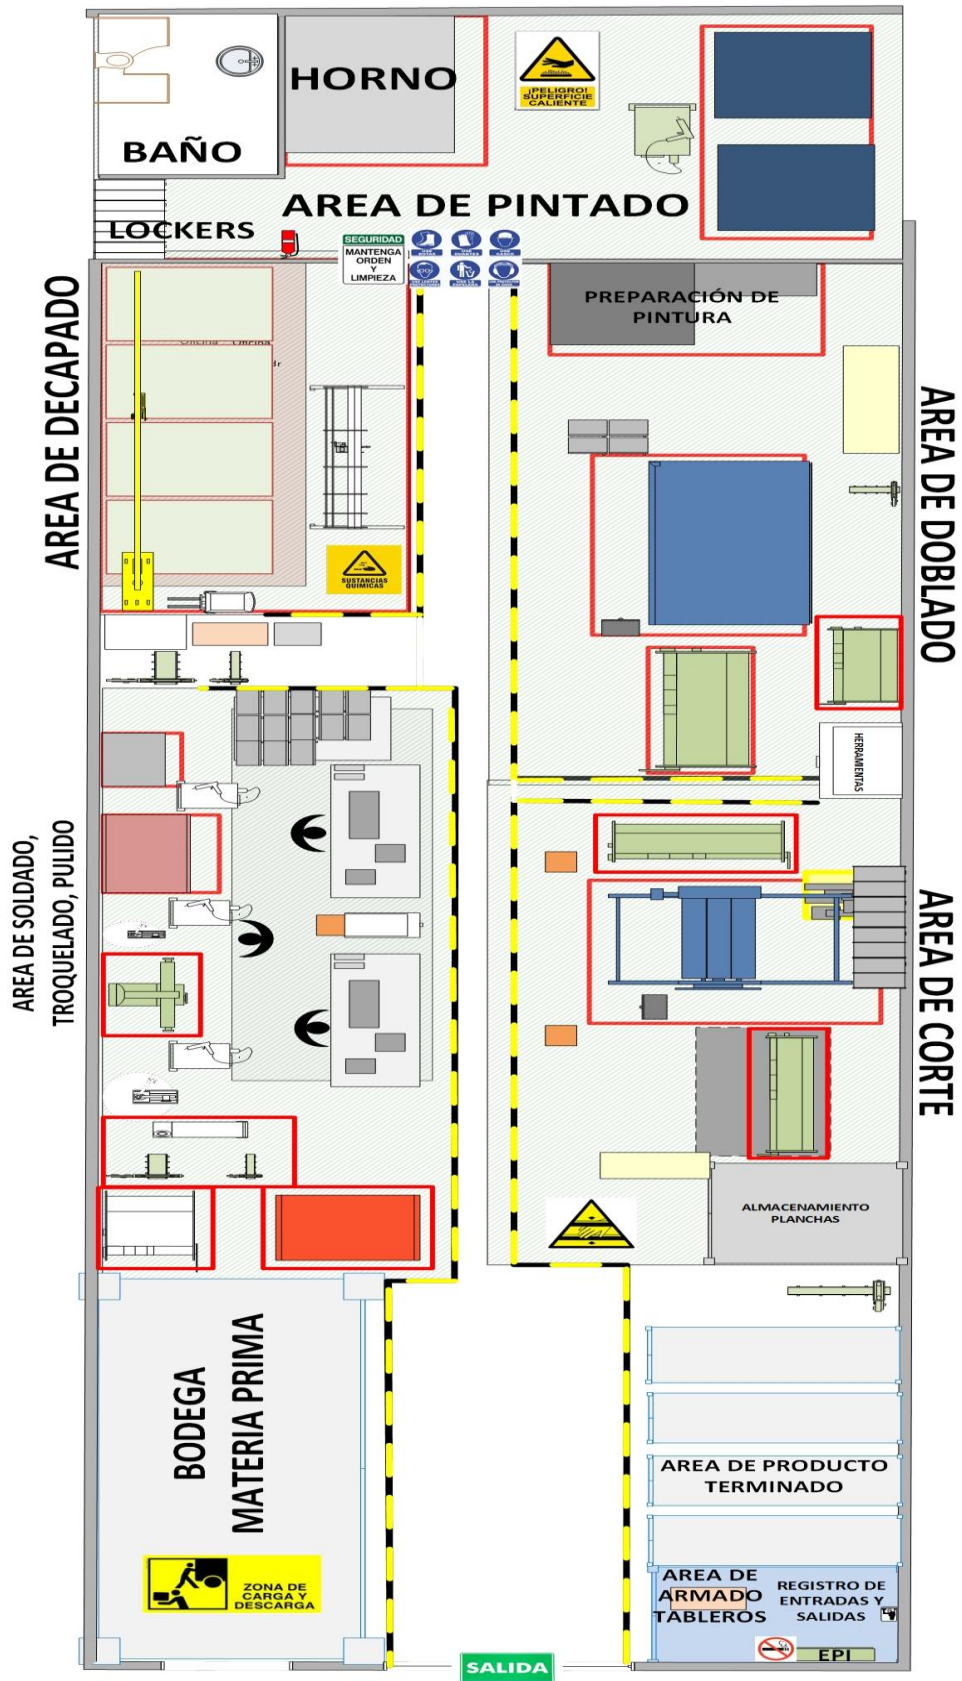 HORNO
¡PELIGRO!
SUPERFICIE
CALIENTE
BAÑO
AREA DE PINTADO
LOCKERS
SEGURIDAD
MANTENGA
ORDEN
Y
LIMPIEZA
PREPARACIÓN DE
PINTURA
AREA DE DECAPADO
SUSTANCIAS
QUIMICAS
AREA DE DOBLADO
HERRAMIENTAS
AREA DE SOLDADO,
TROQUELADO, PULIDO
AREA DE CORTE
ALMACENAMIENTO
PLANCHAS
BODEGA
MATERIA PRIMA
ZONA DE
CARGA Y
DESCARGA
AREA DE PRODUCTO
TERMINADO
AREA DE
ARMADO
TABLEROS
REGISTRO DE
ENTRADAS Y
SALIDAS
EPI
SALIDA